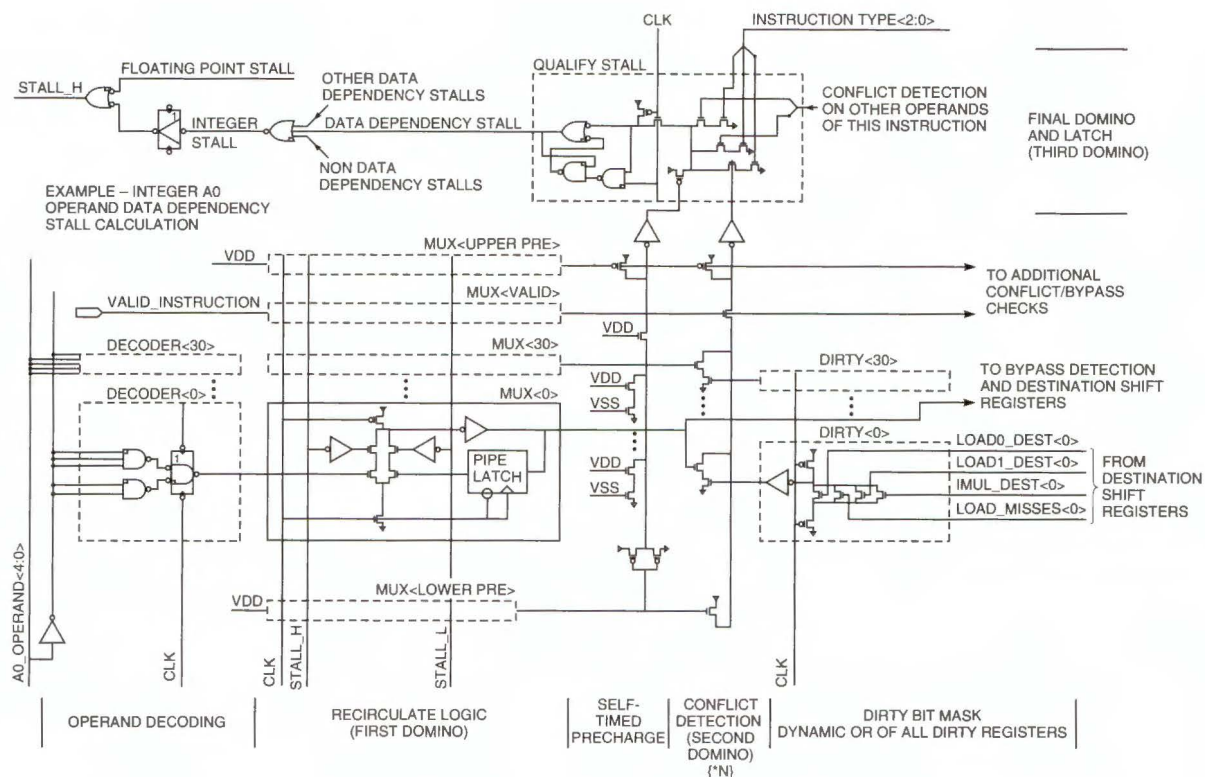 CLK
INSTRUCTION TYPE<2:0>
FLOATING POINT STALL
STALL_H
OTHER DATA
DEPENDENCY STALLS
QUALIFY STALL
1
INTEGER
STALL
DATA DEPENDENCY STALL
NON DATA
DEPENDENCY STALLS
CONFLICT DETECTION
ON OTHER OPERANDS
OF THIS INSTRUCTION
FINAL DOMINO
AND LATCH
(THIRD DOMINO)
EXAMPLE – INTEGER A0
OPERAND DATA DEPENDENCY
STALL CALCULATION
VDD
MUX<UPPER PRE>
VALID_INSTRUCTION
MUX<VALID>
TO ADDITIONAL
CONFLICT/BYPASS
CHECKS
VDD
DECODER<30>
MUX<30>
DIRTY<30>
TO BYPASS DETECTION
AND DESTINATION SHIFT
REGISTERS
VDD
VSS
DECODER<0>
MUX<0>
DIRTY<0>
1
PIPE
LATCH
VDD
VSS
LOAD0_DEST<0>
LOAD1_DEST<0>
IMUL_DEST<0>
LOAD_MISSES<0>
FROM
DESTINATION
SHIFT
REGISTERS
MUX<LOWER PRE>
VDD
A0_OPERAND<4:0>
CLK
CLK
STALL_H
STALL_L
CLK
OPERAND DECODING
RECIRCULATE LOGIC
(FIRST DOMINO)
SELF-
TIMED
PRECHARGE
CONFLICT
DETECTION
(SECOND
DOMINO)
{*N}
DIRTY BIT MASK
DYNAMIC OR OF ALL DIRTY REGISTERS